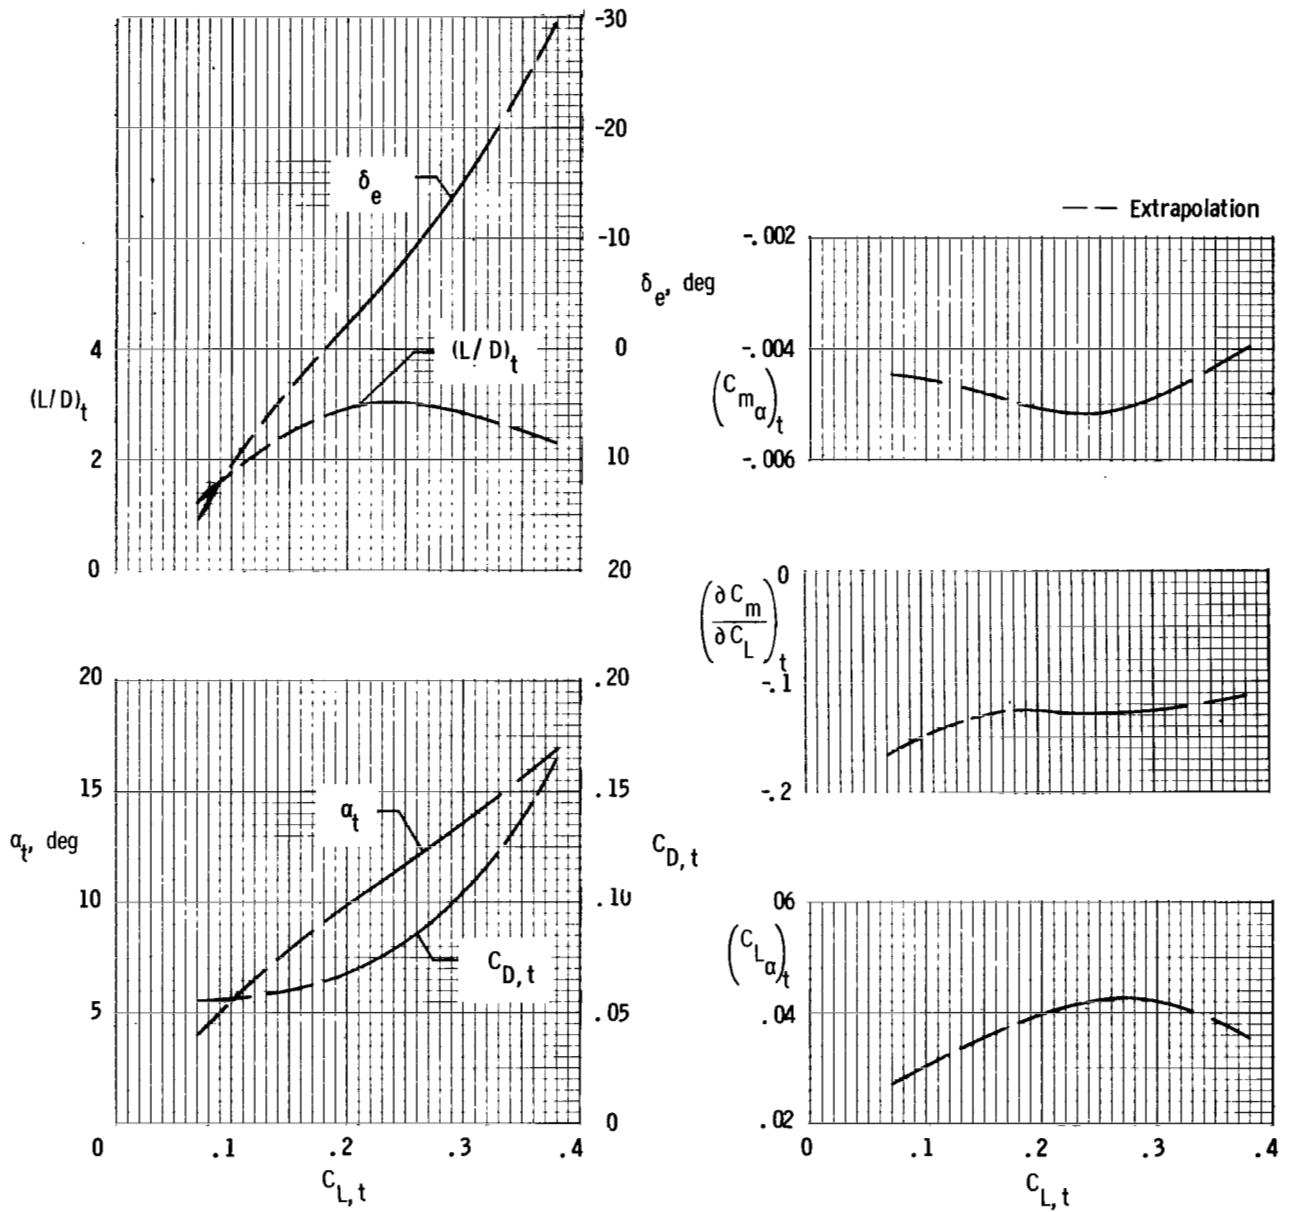 -30
-20
δe
-10
δe, deg
(L/D)t
4
0
(L/D)t
2
10
0
20
20
.20
15
.15
αt
αt, deg
CD,t
10
.10
CD,t
5
.05
0
0
.1
.2
.3
.4
CL,t
— — Extrapolation
-.002
-.004
(Cmα)t
-.006
0
(∂Cm/∂CL)t
-.1
-.2
.06
(CLα)t
.04
.02
0
.1
.2
.3
.4
CL,t